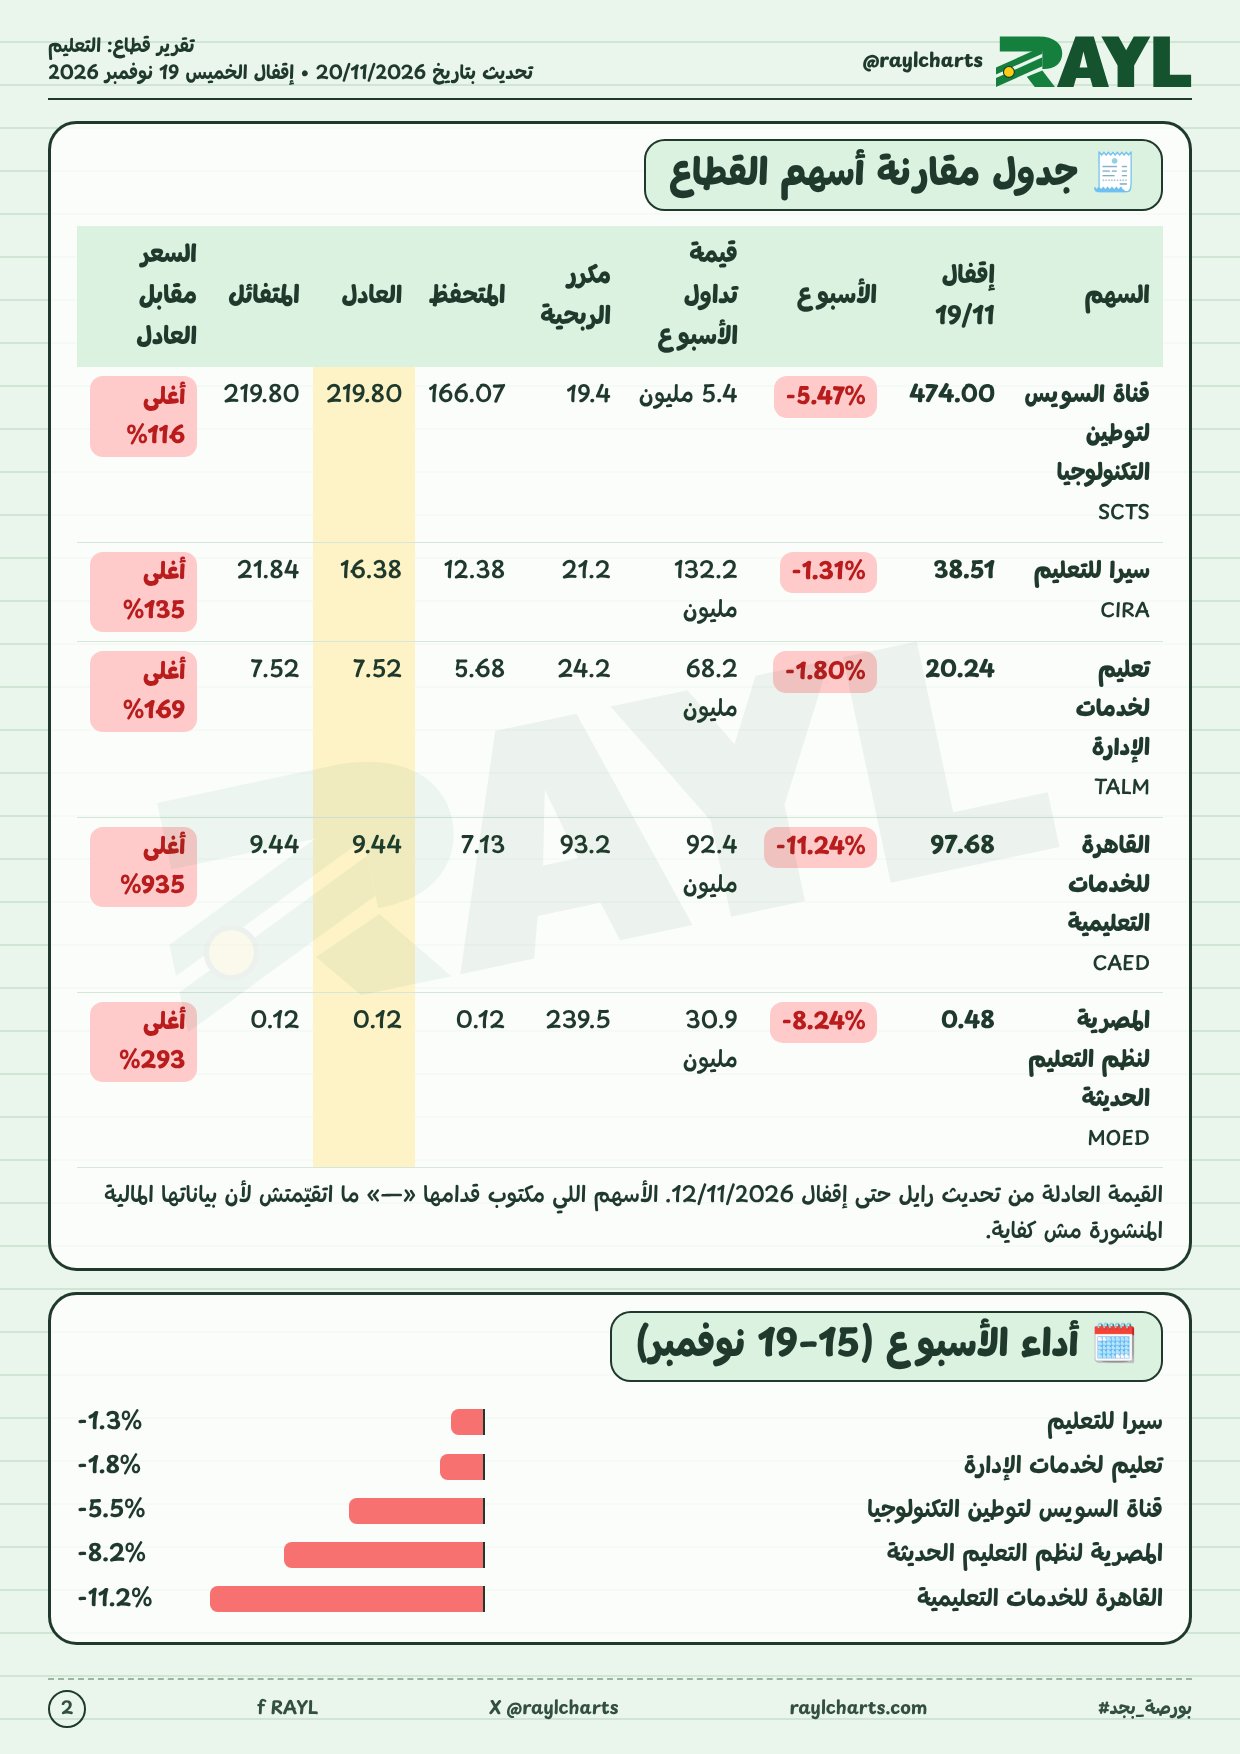 RAYL
@raylcharts
تقرير قطاع: التعليم
تحديث بتاريخ 20/11/2026 • إقفال الخميس 19 نوفمبر 2026
جدول مقارنة أسهم القطاع
السهم | إقفال 19/11 | الأسبوع | قيمة تداول الأسبوع | مكرر الربحية | المتحفظ | العادل | المتفائل | السعر مقابل العادل
قناة السويس لتوطين التكنولوجيا SCTS | 474.00 | -5.47% | 5.4 مليون | 19.4 | 166.07 | 219.80 | 219.80 | أغلى 116%
سيرا للتعليم CIRA | 38.51 | -1.31% | 132.2 مليون | 21.2 | 12.38 | 16.38 | 21.84 | أغلى 135%
تعليم لخدمات الإدارة TALM | 20.24 | -1.80% | 68.2 مليون | 24.2 | 5.68 | 7.52 | 7.52 | أغلى 169%
القاهرة للخدمات التعليمية CAED | 97.68 | -11.24% | 92.4 مليون | 93.2 | 7.13 | 9.44 | 9.44 | أغلى 935%
المصرية لنظم التعليم الحديثة MOED | 0.48 | -8.24% | 30.9 مليون | 239.5 | 0.12 | 0.12 | 0.12 | أغلى 293%
القيمة العادلة من تحديث رايل حتى إقفال 12/11/2026. الأسهم اللي مكتوب قدامها «—» ما اتقيّمتش لأن بياناتها المالية
المنشورة مش كفاية.
أداء الأسبوع (15–19 نوفمبر)
سيرا للتعليم -1.3%
تعليم لخدمات الإدارة -1.8%
قناة السويس لتوطين التكنولوجيا -5.5%
المصرية لنظم التعليم الحديثة -8.2%
القاهرة للخدمات التعليمية -11.2%
#بورصة_بجد
raylcharts.com
X @raylcharts
f RAYL
2